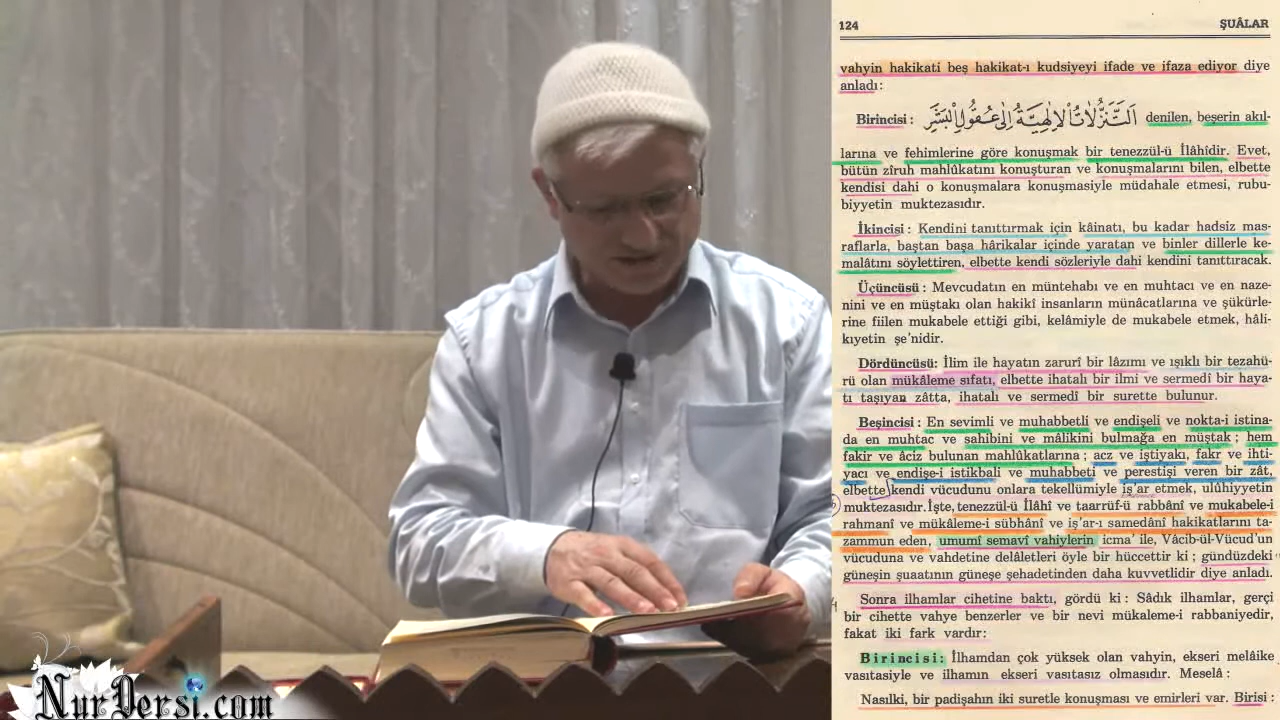 124 ŞUÂLAR
vahyin hakikati beş hakikat-ı kudsiyeyi ifade ve ifaza ediyor diye
anladı:
Birincisi : اَلتَّنَزُّلَاتُ الْاِلٰهِيَّةُ اِلٰى عُقُولِ الْبَشَرِ denilen, beşerin akıl-
larına ve fehimlerine göre konuşmak bir tenezzül-ü İlâhîdir. Evet,
bütün zîruh mahlûkatını konuşturan ve konuşmalarını bilen, elbette
kendisi dahi o konuşmalara konuşmasiyle müdahale etmesi, rubu-
biyyetin muktezasıdır.
İkincisi : Kendini tanıttırmak için kâinatı, bu kadar hadsiz mas-
raflarla, baştan başa hârikalar içinde yaratan ve binler dillerle ke-
malâtını söylettiren, elbette kendi sözleriyle dahi kendini tanıttıracak.
Üçüncüsü : Mevcudatın en müntehabı ve en muhtacı ve en naze-
nini ve en müştakı olan hakikî insanların münâcatlarına ve şükürle-
rine fiilen mukabele ettiği gibi, kelâmiyle de mukabele etmek, hâli-
kıyetin şe'nidir.
Dördüncüsü: İlim ile hayatın zarurî bir lâzımı ve ışıklı bir tezahü-
rü olan mükâleme sıfatı, elbette ihatalı bir ilmi ve sermedî bir haya-
tı taşıyan zâtta, ihatalı ve sermedî bir surette bulunur.
Beşincisi : En sevimli ve muhabbetli ve endişeli ve nokta-i istina-
da en muhtac ve sahibini ve mâlikini bulmağa en müştak ; hem
fakir ve âciz bulunan mahlûkatlarına ; acz ve iştiyakı, fakr ve ihti-
yacı ve endişe-i istikbali ve muhabbeti ve perestişi veren bir zât,
elbette kendi vücudunu onlara tekellümiyle iş'ar etmek, ulûhiyyetin
muktezasıdır. İşte, tenezzül-ü İlâhî ve taarrüf-ü rabbânî ve mukabele-i
rahmanî ve mükâleme-i sübhânî ve iş'ar-ı samedânî hakikatlarını ta-
zammun eden, umumî semavî vahiylerin icma' ile, Vâcib-ül-Vücud'un
vücuduna ve vahdetine delâletleri öyle bir hüccettir ki ; gündüzdeki
güneşin şuaatının güneşe şehadetinden daha kuvvetlidir diye anladı.
Sonra ilhamlar cihetine baktı, gördü ki : Sâdık ilhamlar, gerçi
bir cihette vahye benzerler ve bir nevi mükaleme-i rabbaniyedir,
fakat iki fark vardır:
Birincisi: İlhamdan çok yüksek olan vahyin, ekseri melâike
vasıtasiyle ve ilhamın ekseri vasıtasız olmasıdır. Meselâ :
Nasılki, bir padişahın iki suretle konuşması ve emirleri var. Birisi :
NurDersi.com